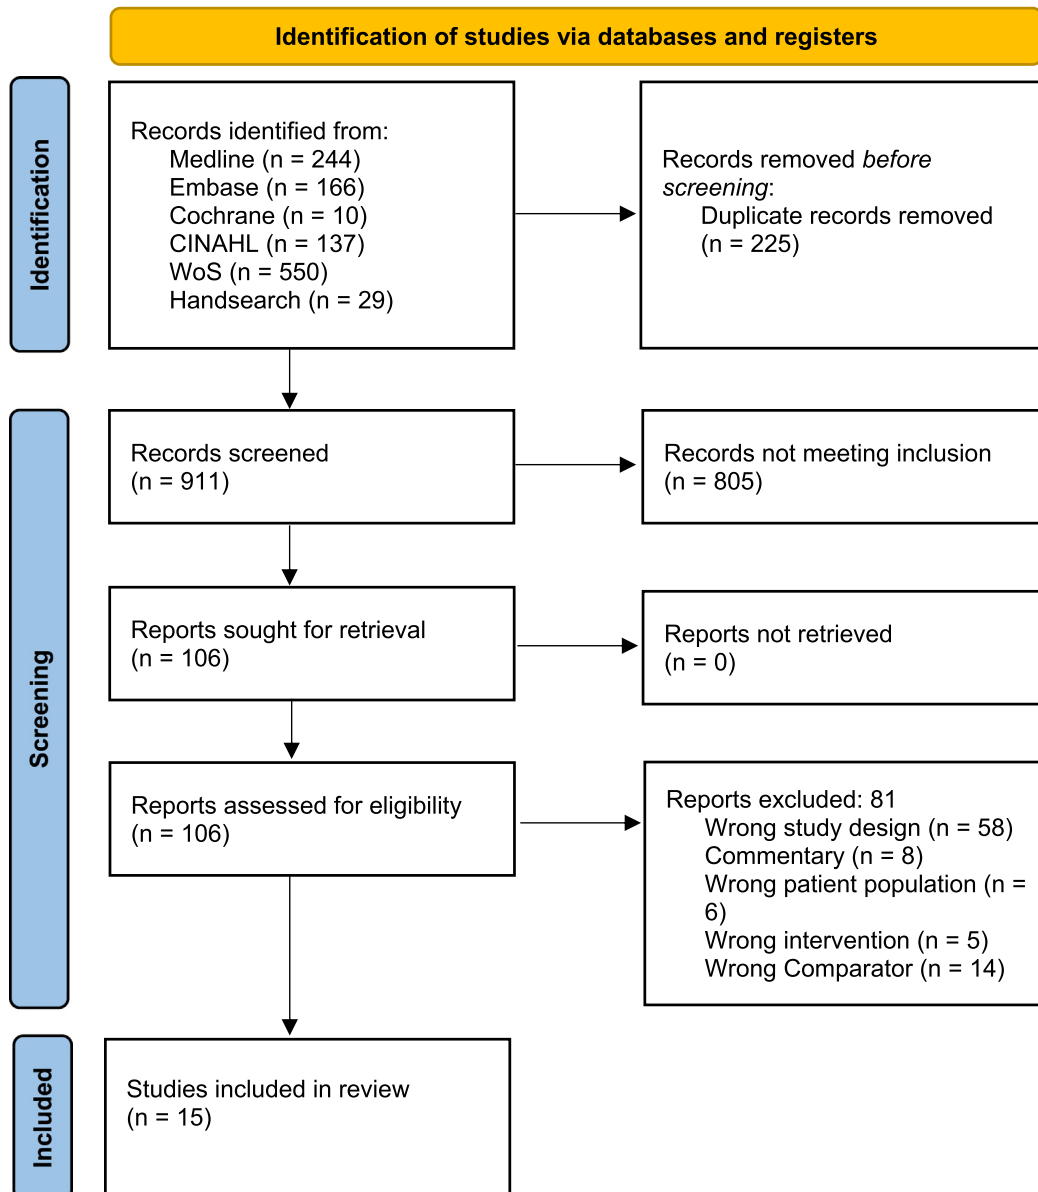 Identification of studies via databases and registers
Identification
Records identified from:
Medline (n = 244)
Embase (n = 166)
Cochrane (n = 10)
CINAHL (n = 137)
WoS (n = 550)
Handsearch (n = 29)
Records removed before
screening:
Duplicate records removed
(n = 225)
Screening
Records screened
(n = 911)
Records not meeting inclusion
(n = 805)
Reports sought for retrieval
(n = 106)
Reports not retrieved
(n = 0)
Reports assessed for eligibility
(n = 106)
Reports excluded: 81
Wrong study design (n = 58)
Commentary (n = 8)
Wrong patient population (n =
6)
Wrong intervention (n = 5)
Wrong Comparator (n = 14)
Included
Studies included in review
(n = 15)